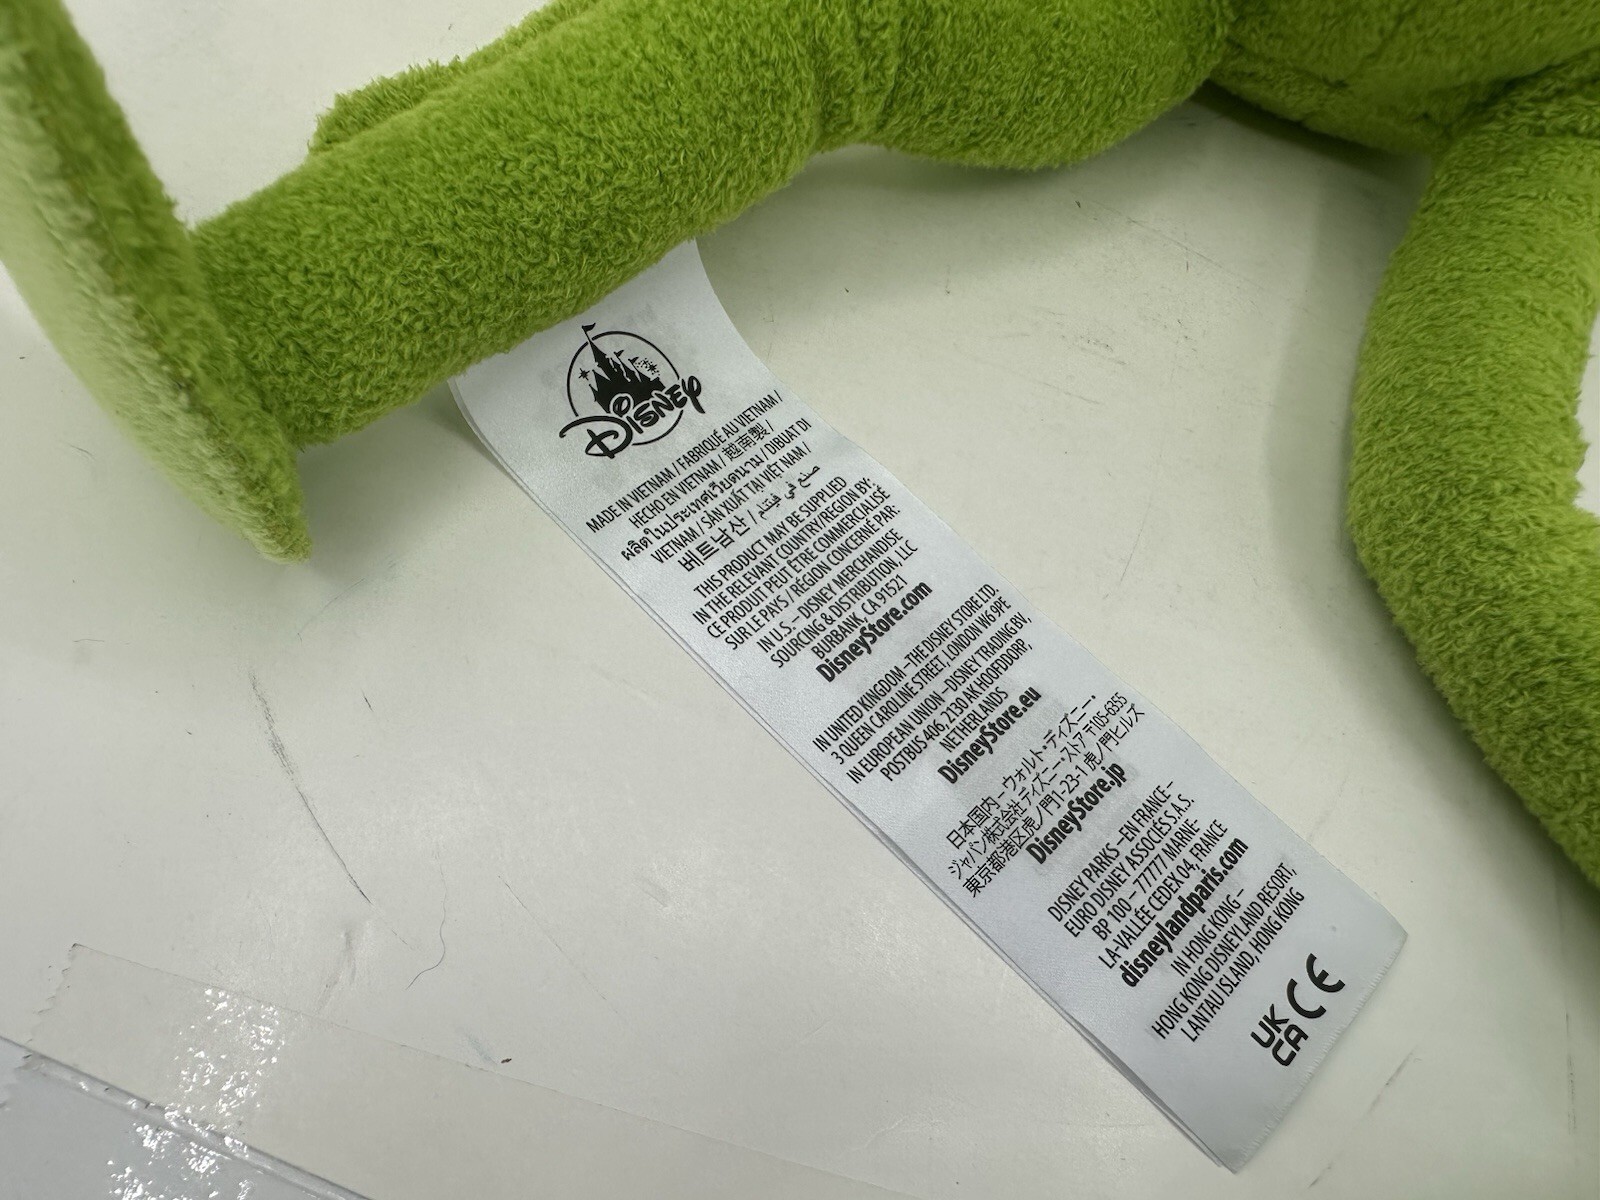 Disney
MADE IN VIETNAM / FABRIQUÉ AU VIETNAM /
HECHO EN VIETNAM / 越南製 /
ผลิตในประเทศเวียดนาม / DIBUAT DI
VIETNAM / SẢN XUẤT TẠI VIỆT NAM /
베트남산 / صنع في فيتنام
THIS PRODUCT MAY BE SUPPLIED
IN THE RELEVANT COUNTRY/REGION BY:
CE PRODUIT PEUT ÊTRE COMMERCIALISÉ
SUR LE PAYS / RÉGION CONCERNÉ PAR:
IN U.S. – DISNEY MERCHANDISE
SOURCING & DISTRIBUTION, LLC
BURBANK, CA 91521
DisneyStore.com
IN UNITED KINGDOM –THE DISNEY STORE LTD.
3 QUEEN CAROLINE STREET, LONDON W6 9PE
IN EUROPEAN UNION –DISNEY TRADING BV,
POSTBUS 406, 2130 AK HOOFDDORP,
NETHERLANDS
DisneyStore.eu
日本国内 – ウォルト・ディズニー・
ジャパン株式会社 ディズニーストア 〒105-6355
東京都港区虎ノ門1-23-1 虎ノ門ヒルズ
DisneyStore.jp
DISNEY PARKS –EN FRANCE–
EURO DISNEY ASSOCIÉS S.A.S.
BP 100 – 77777 MARNE-
LA-VALLÉE CEDEX 04, FRANCE
disneylandparis.com
IN HONG KONG –
HONG KONG DISNEYLAND RESORT,
LANTAU ISLAND, HONG KONG
UK
CA CE